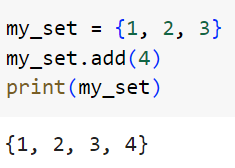 my_set = {1, 2, 3}
my_set.add(4)
print(my_set)
{1, 2, 3, 4}